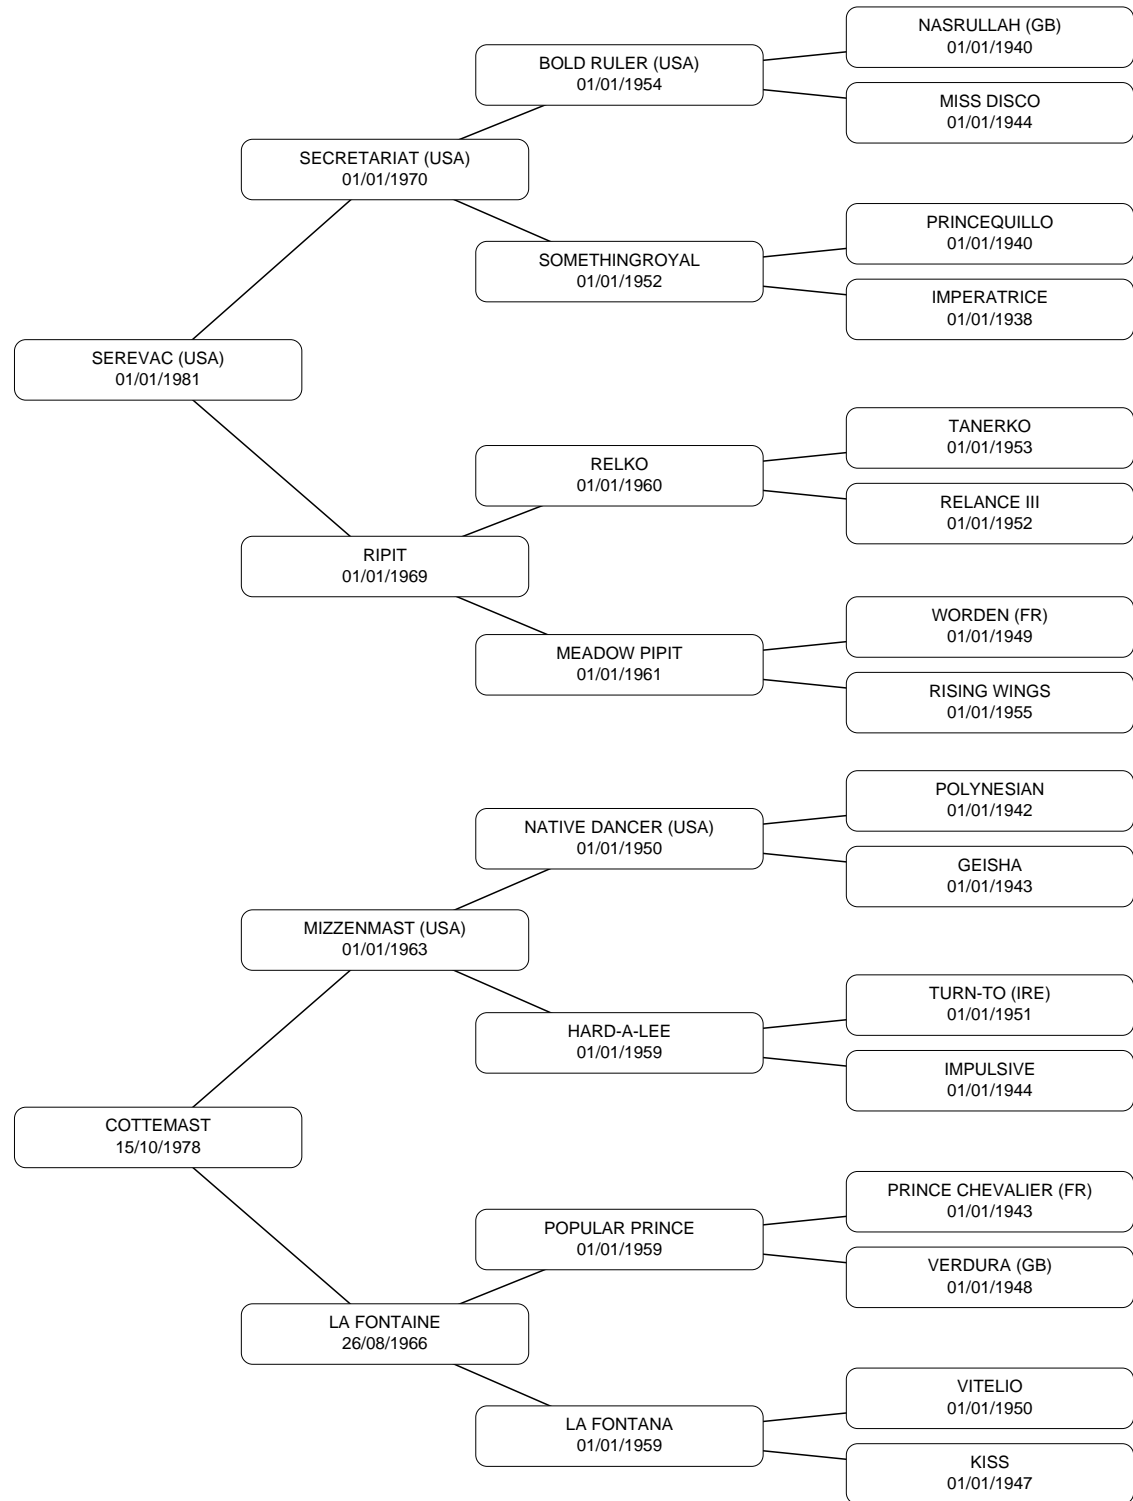 NASRULLAH (GB)
01/01/1940
BOLD RULER (USA)
01/01/1954
MISS DISCO
01/01/1944
SECRETARIAT (USA)
01/01/1970
PRINCEQUILLO
01/01/1940
SOMETHINGROYAL
01/01/1952
IMPERATRICE
01/01/1938
SEREVAC (USA)
01/01/1981
TANERKO
01/01/1953
RELKO
01/01/1960
RELANCE III
01/01/1952
RIPIT
01/01/1969
WORDEN (FR)
01/01/1949
MEADOW PIPIT
01/01/1961
RISING WINGS
01/01/1955
POLYNESIAN
01/01/1942
NATIVE DANCER (USA)
01/01/1950
GEISHA
01/01/1943
MIZZENMAST (USA)
01/01/1963
TURN-TO (IRE)
01/01/1951
HARD-A-LEE
01/01/1959
IMPULSIVE
01/01/1944
COTTEMAST
15/10/1978
PRINCE CHEVALIER (FR)
01/01/1943
POPULAR PRINCE
01/01/1959
VERDURA (GB)
01/01/1948
LA FONTAINE
26/08/1966
VITELIO
01/01/1950
LA FONTANA
01/01/1959
KISS
01/01/1947